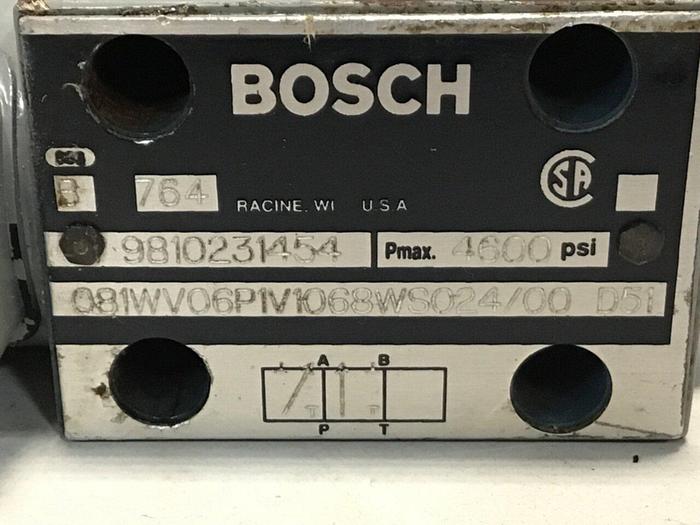 BOSCH
B 764 RACINE, WI U S A
9810231454 Pmax. 4600 psi
081WV06P1V1068WS024/00 D51
A B
T T
P T